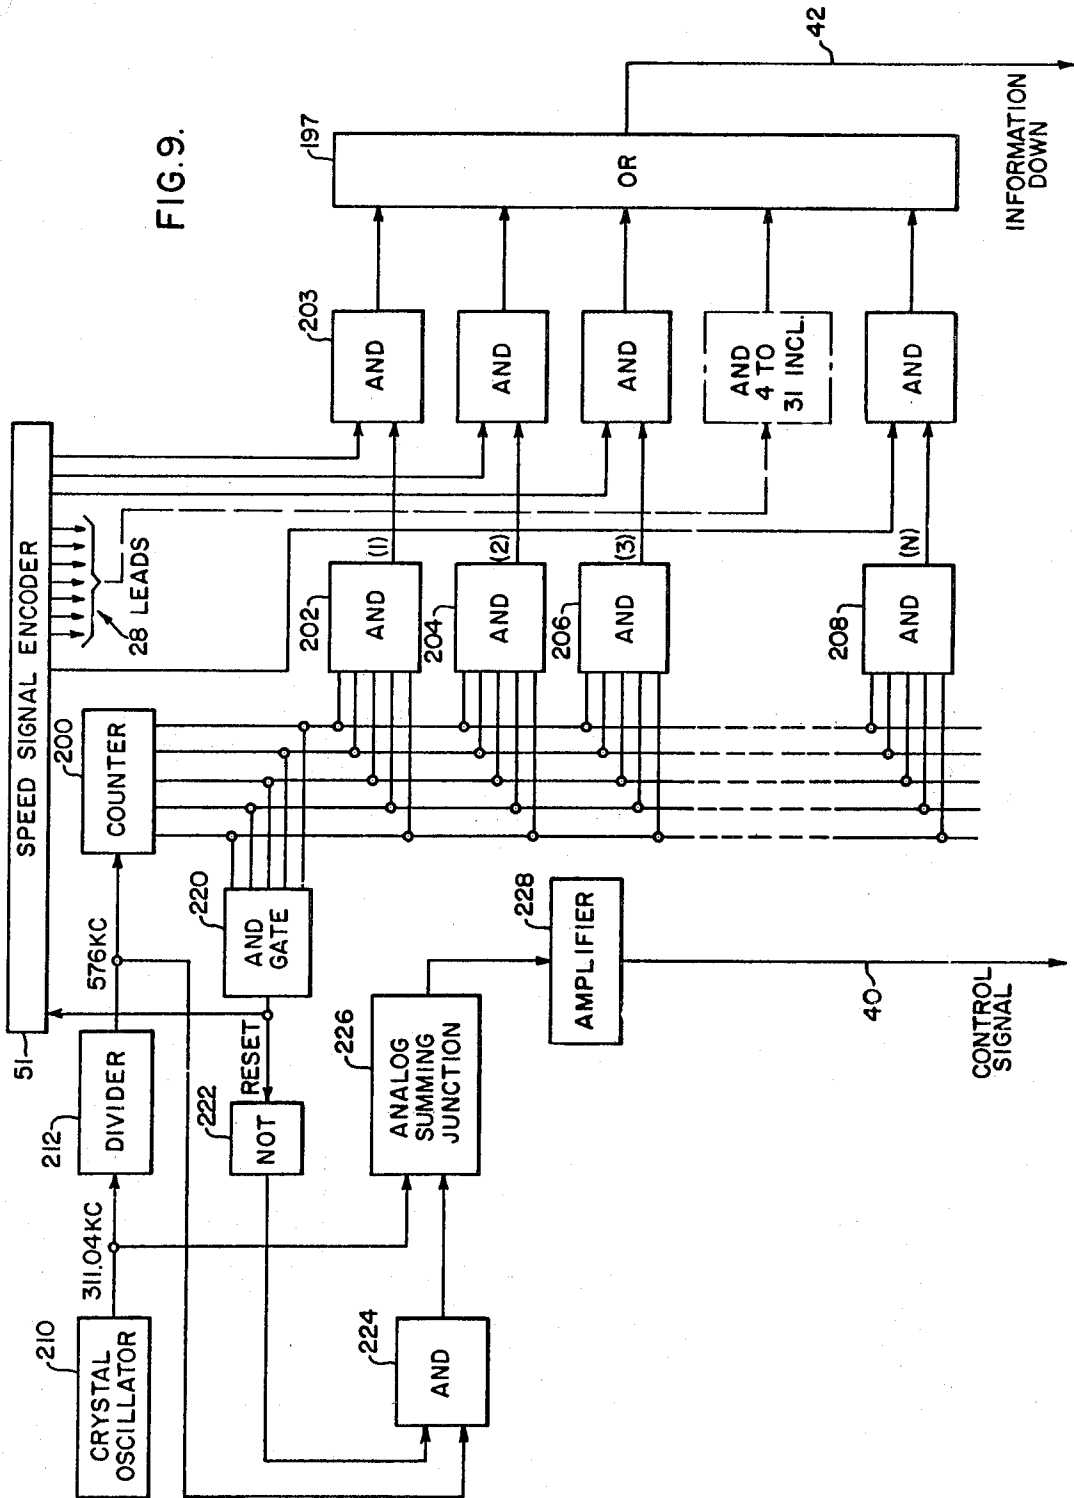 FIG. 9.
51
SPEED SIGNAL ENCODER
28 LEADS
210
CRYSTAL
OSCILLATOR
311.04KC
212
DIVIDER
576KC
200
COUNTER
220
AND
GATE
RESET
222
NOT
224
AND
226
ANALOG
SUMMING
JUNCTION
228
AMPLIFIER
40
CONTROL
SIGNAL
202
AND
(1)
204
AND
(2)
206
AND
(3)
208
AND
(N)
203
AND
AND
AND
AND
4 TO
31 INCL.
AND
197
OR
42
INFORMATION
DOWN